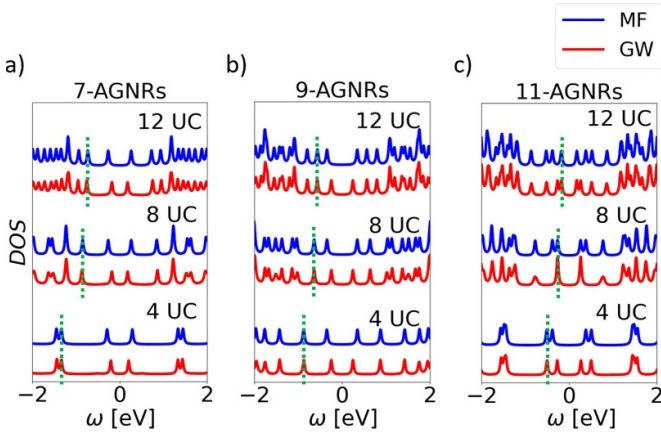 MF
GW
a)
b)
c)
7-AGNRs
9-AGNRs
11-AGNRs
12 UC
12 UC
12 UC
8 UC
8 UC
8 UC
4 UC
4 UC
4 UC
DOS
−2 0 2
−2 0 2
−2 0 2
ω [eV]
ω [eV]
ω [eV]